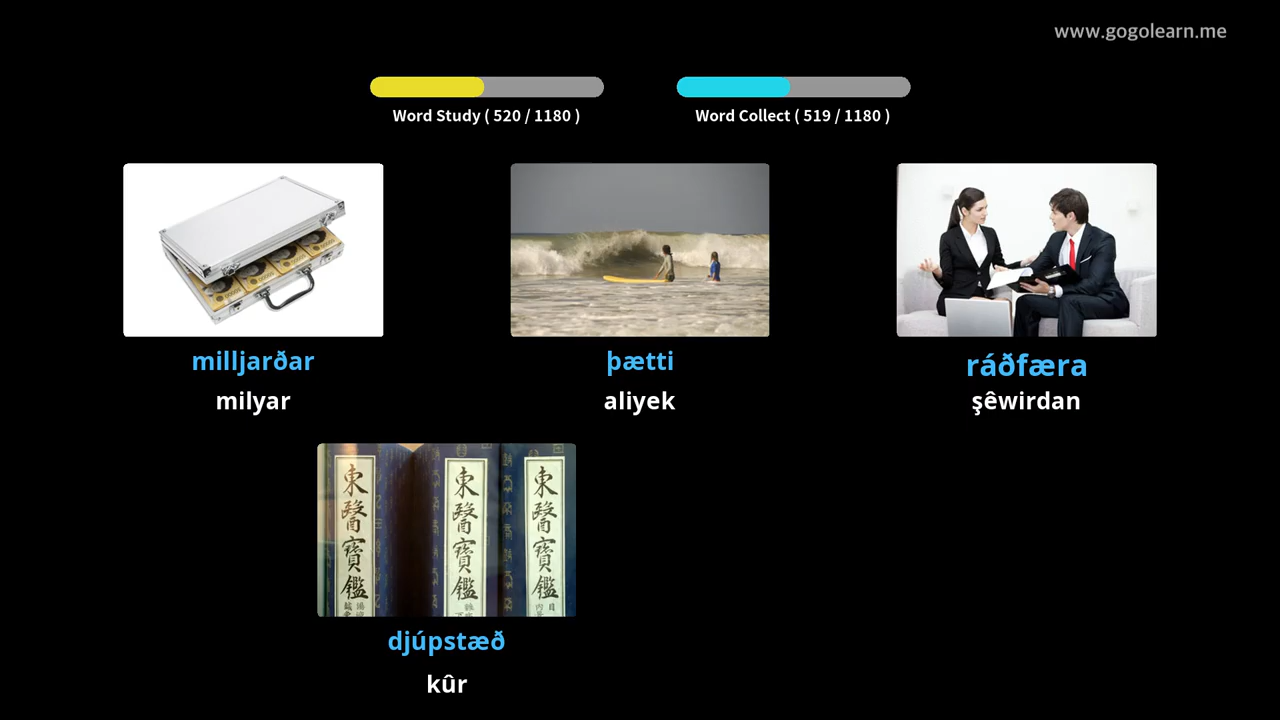 www.gogolearn.me
Word Study ( 520 / 1180 )
Word Collect ( 519 / 1180 )
milljarðar
þætti
ráðfæra
milyar
aliyek
şêwirdan
東醫寶鑑
東醫寶鑑
東醫寶鑑
djúpstæð
kûr